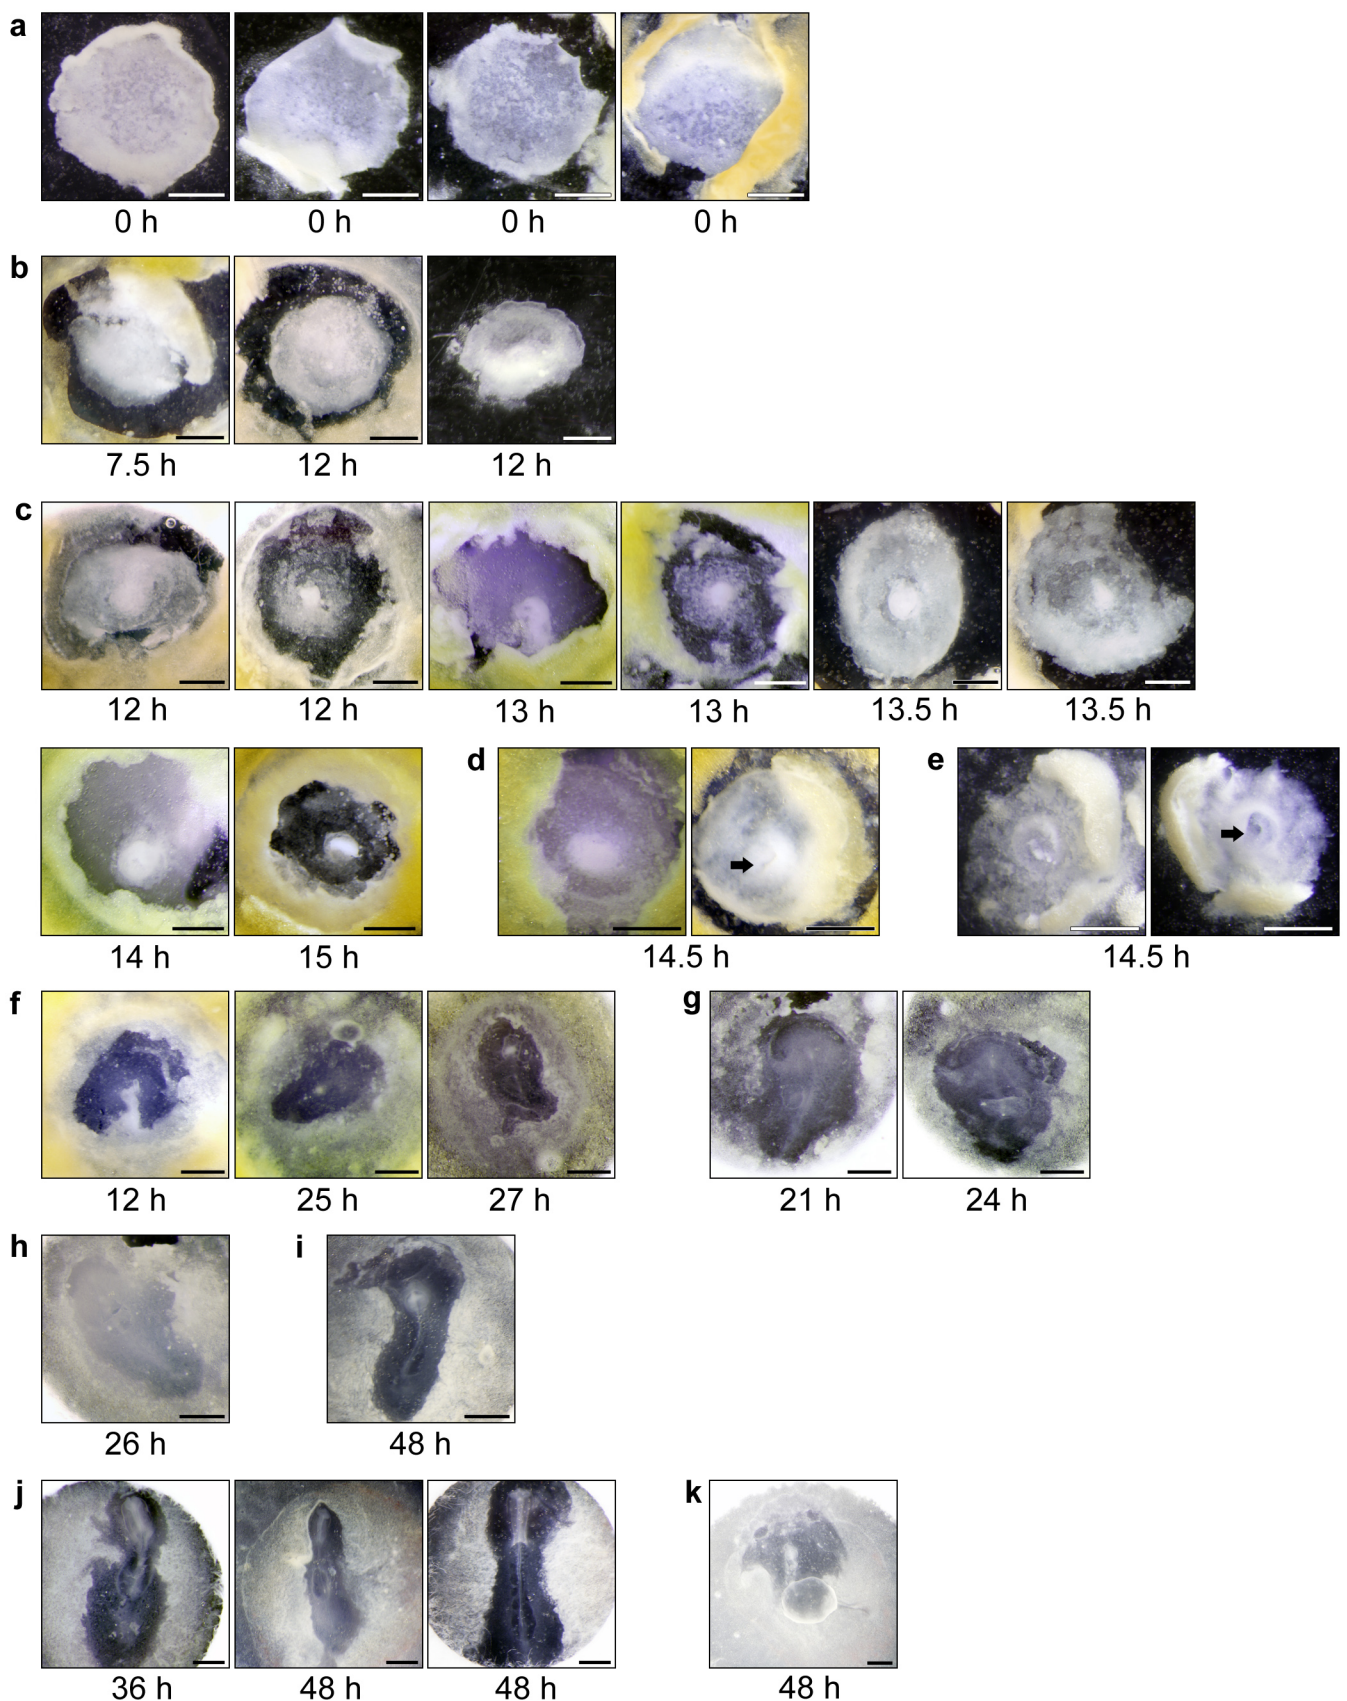 a
0 h 0 h 0 h 0 h
b
7.5 h 12 h 12 h
c
12 h 12 h 13 h 13 h 13.5 h 13.5 h
d e
14 h 15 h 14.5 h 14.5 h
f g
12 h 25 h 27 h 21 h 24 h
h i
26 h 48 h
j k
36 h 48 h 48 h 48 h